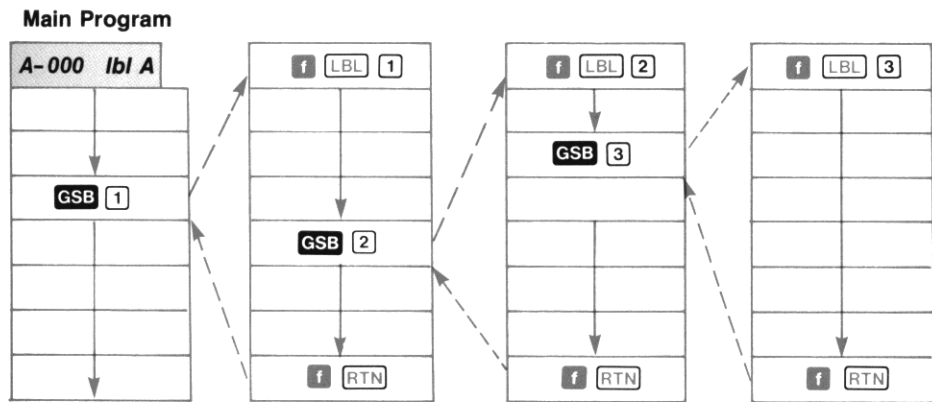 Main Program
A-000 lbl A
GSB 1
f LBL 1
GSB 2
f RTN
f LBL 2
GSB 3
f RTN
f LBL 3
f RTN